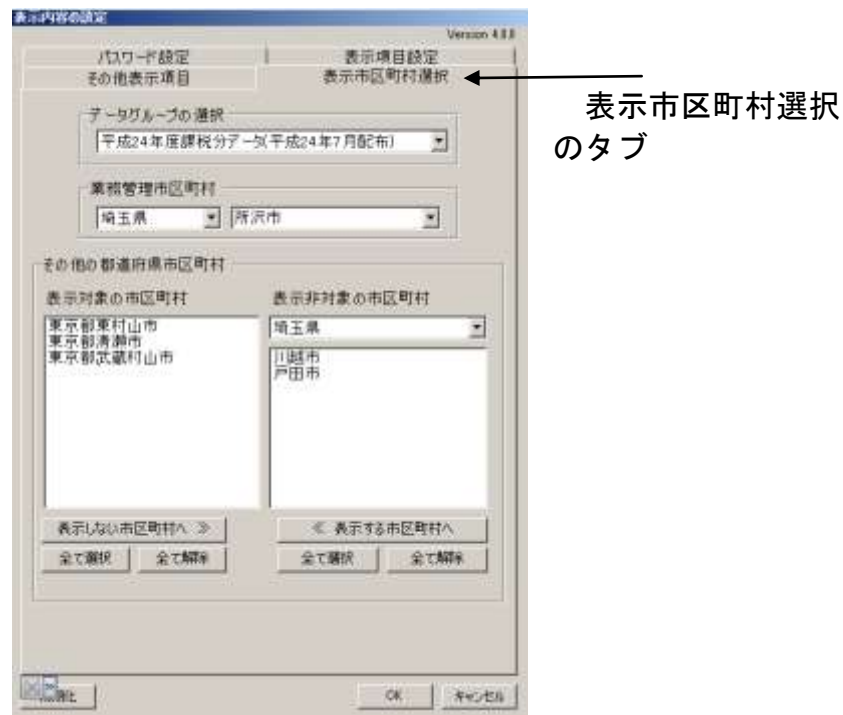 表示内容の設定
Version 4.0.0
パスワード設定
表示項目設定
その他表示項目
表示市区町村選択
表示市区町村選択
のタブ
データグループの選択
平成24年度課税分データ(平成24年7月配布)
業務管理市区町村
埼玉県
所沢市
その他の都道府県市区町村
表示対象の市区町村
表示非対象の市区町村
東京都東村山市
東京都清瀬市
東京都武蔵村山市
埼玉県
川越市
戸田市
表示しない市区町村へ ≫
≪ 表示する市区町村へ
全て選択
全て解除
全て選択
全て解除
OK
キャンセル